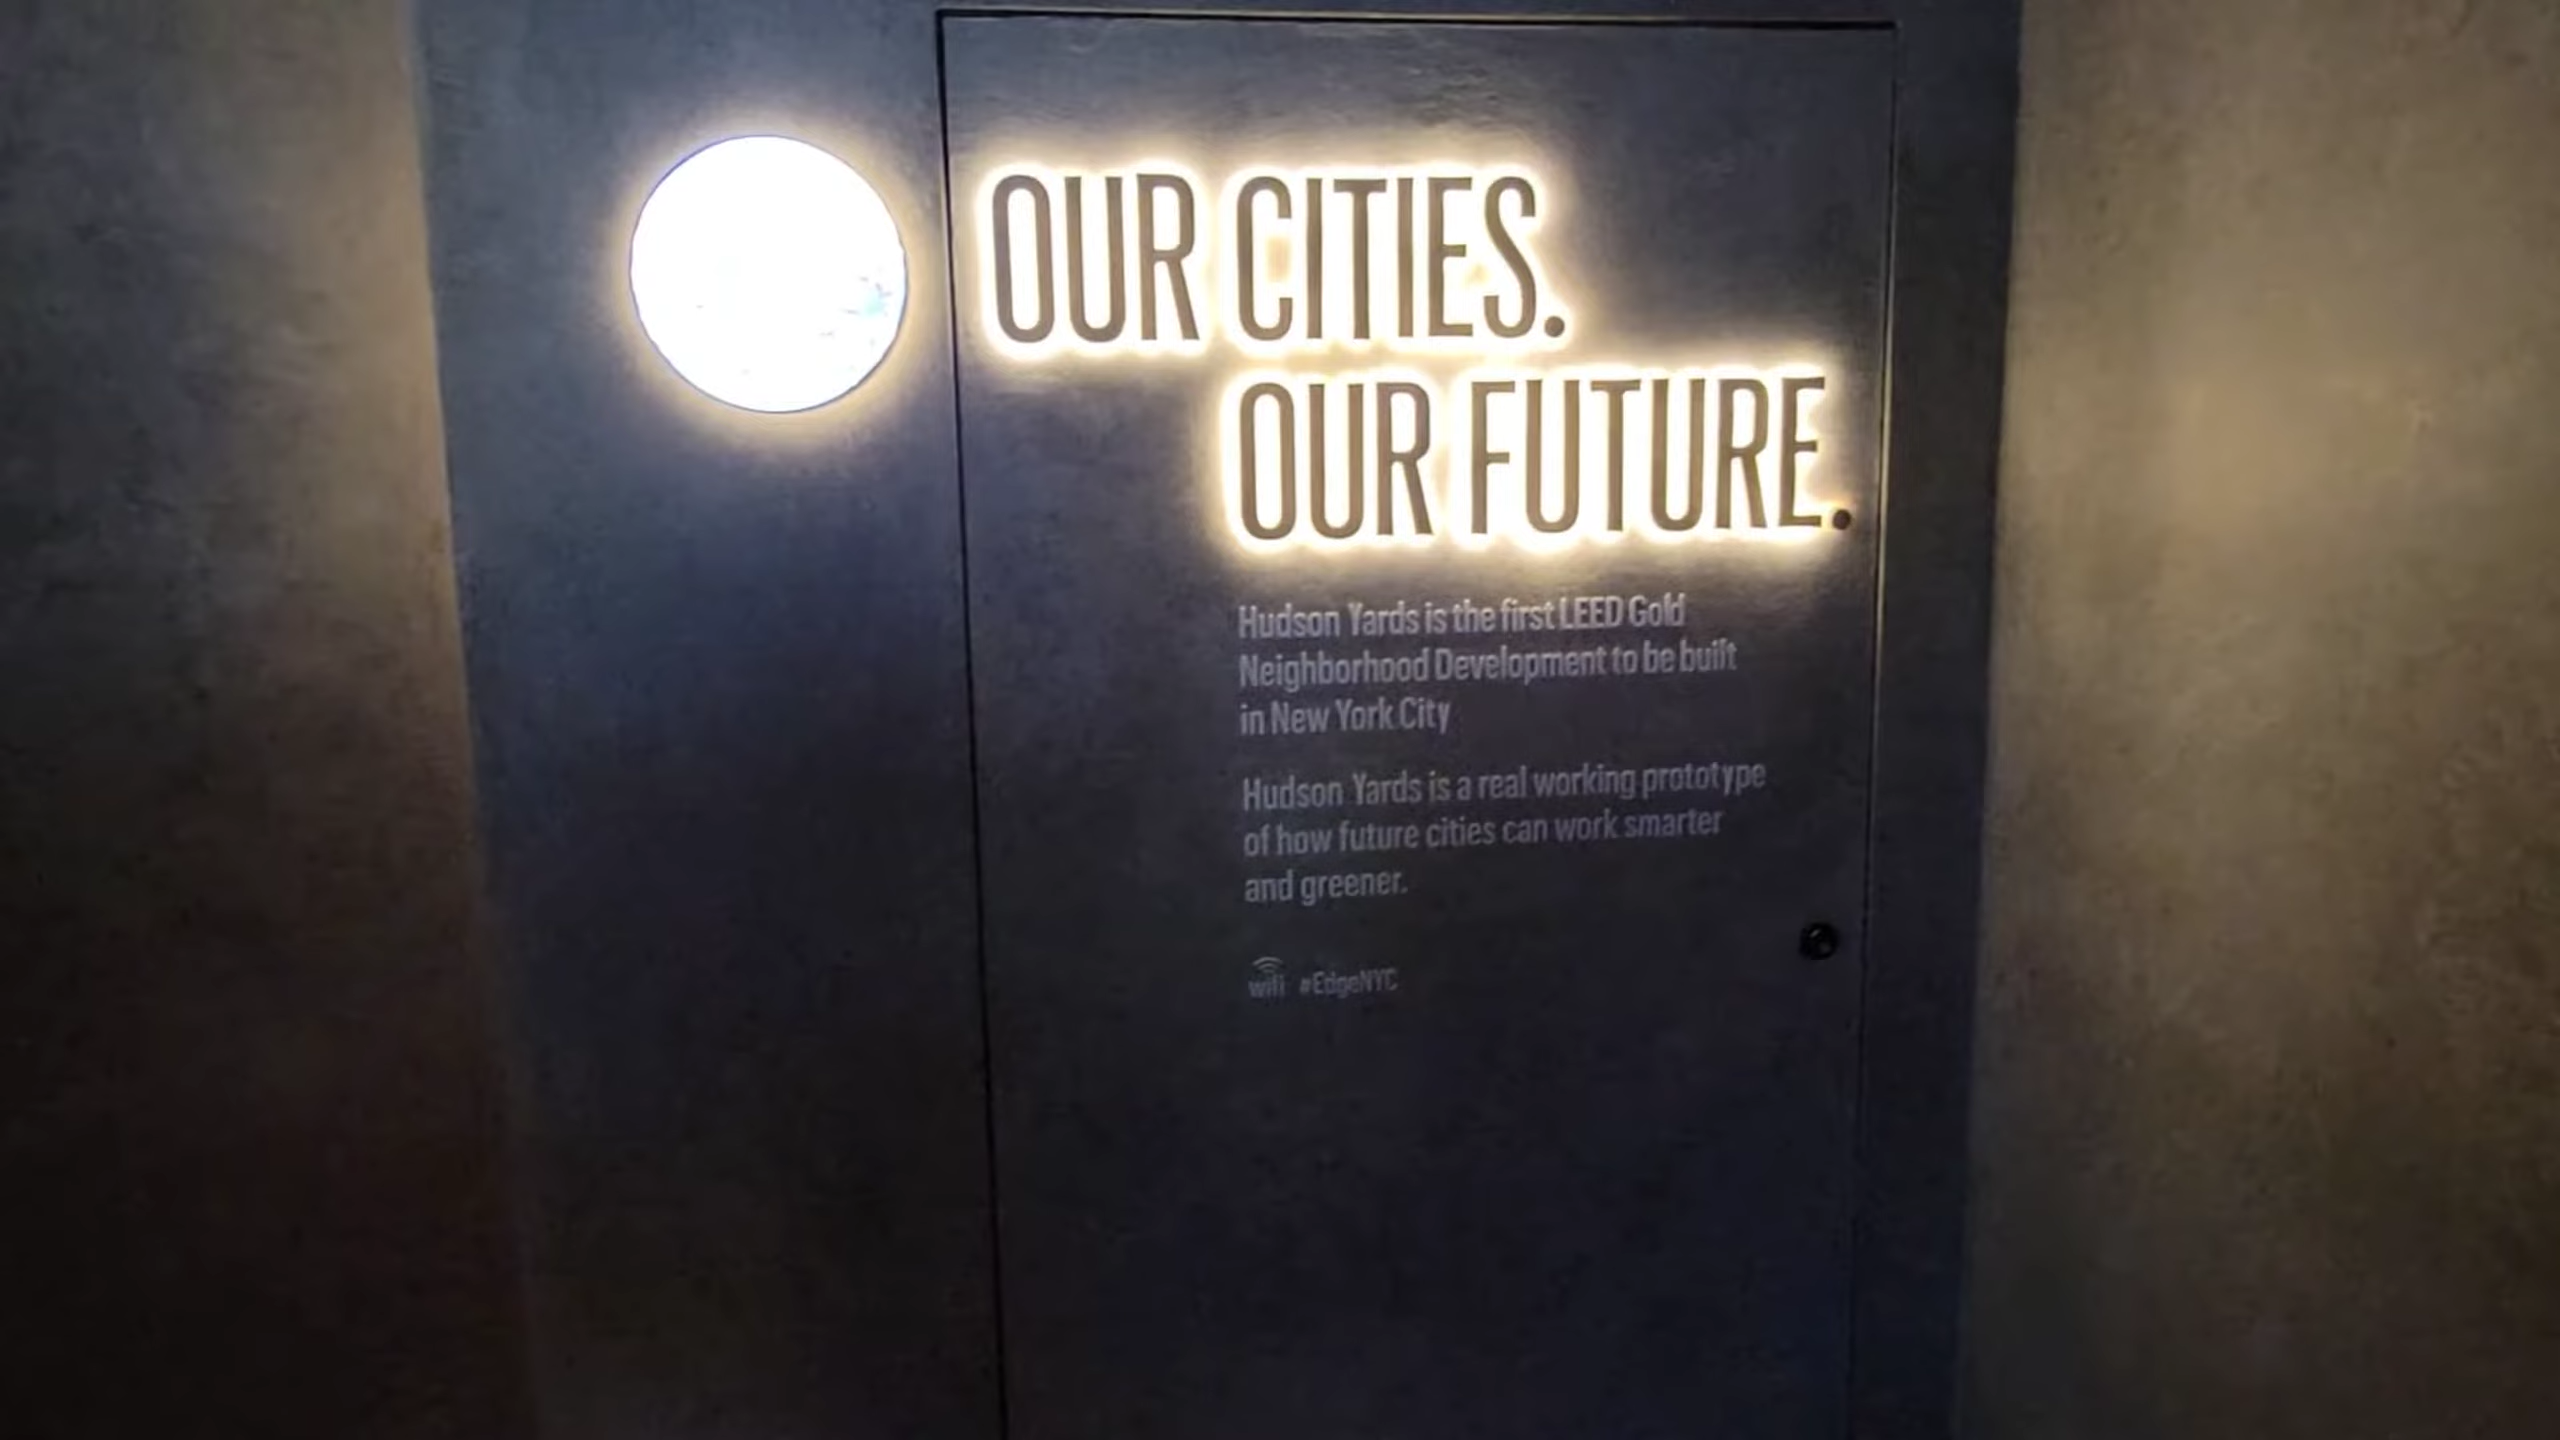 OUR CITIES.
OUR FUTURE.
Hudson Yards is the first LEED Gold
Neighborhood Development to be built
in New York City
Hudson Yards is a real working prototype
of how future cities can work smarter
and greener.
wifi #EdgeNYC